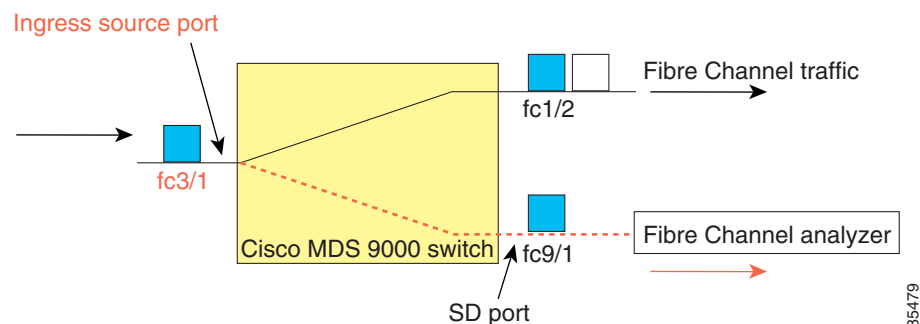 Ingress source port
Fibre Channel traffic
fc1/2
fc3/1
Cisco MDS 9000 switch
fc9/1
Fibre Channel analyzer
SD port